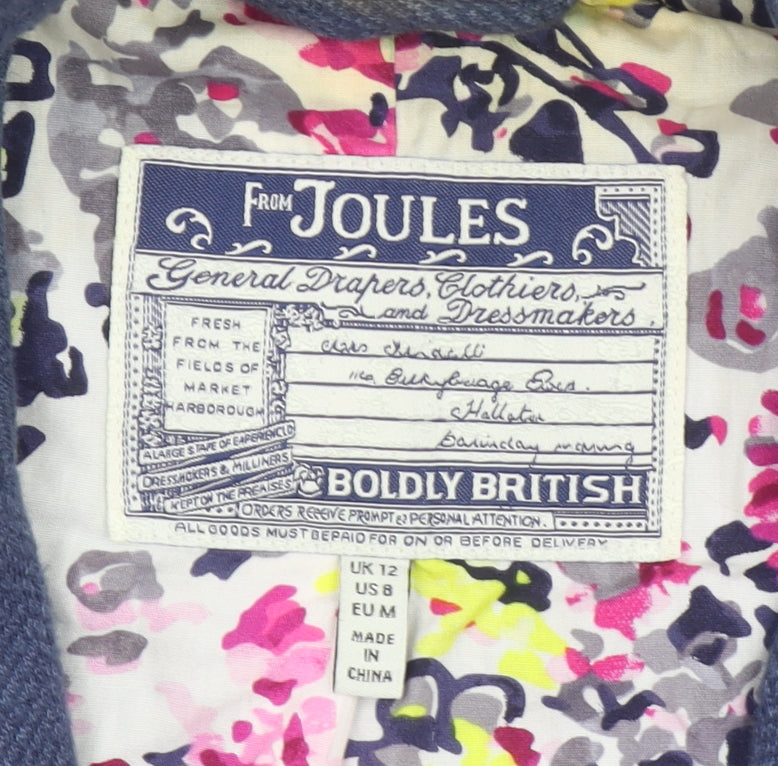 FROM JOULES
General Drapers, Clothiers,
and Dressmakers.
FRESH
FROM THE
FIELDS OF
MARKET
HARBOROUGH
A LARGE STAFF OF EXPERIENCED
DRESSMAKERS & MILLINERS
KEPT ON THE PREMISES
BOLDLY BRITISH
ORDERS RECEIVE PROMPT & PERSONAL ATTENTION.
ALL GOODS MUST BE PAID FOR ON OR BEFORE DELIVERY
UK 12
US 8
EU M
MADE
IN
CHINA